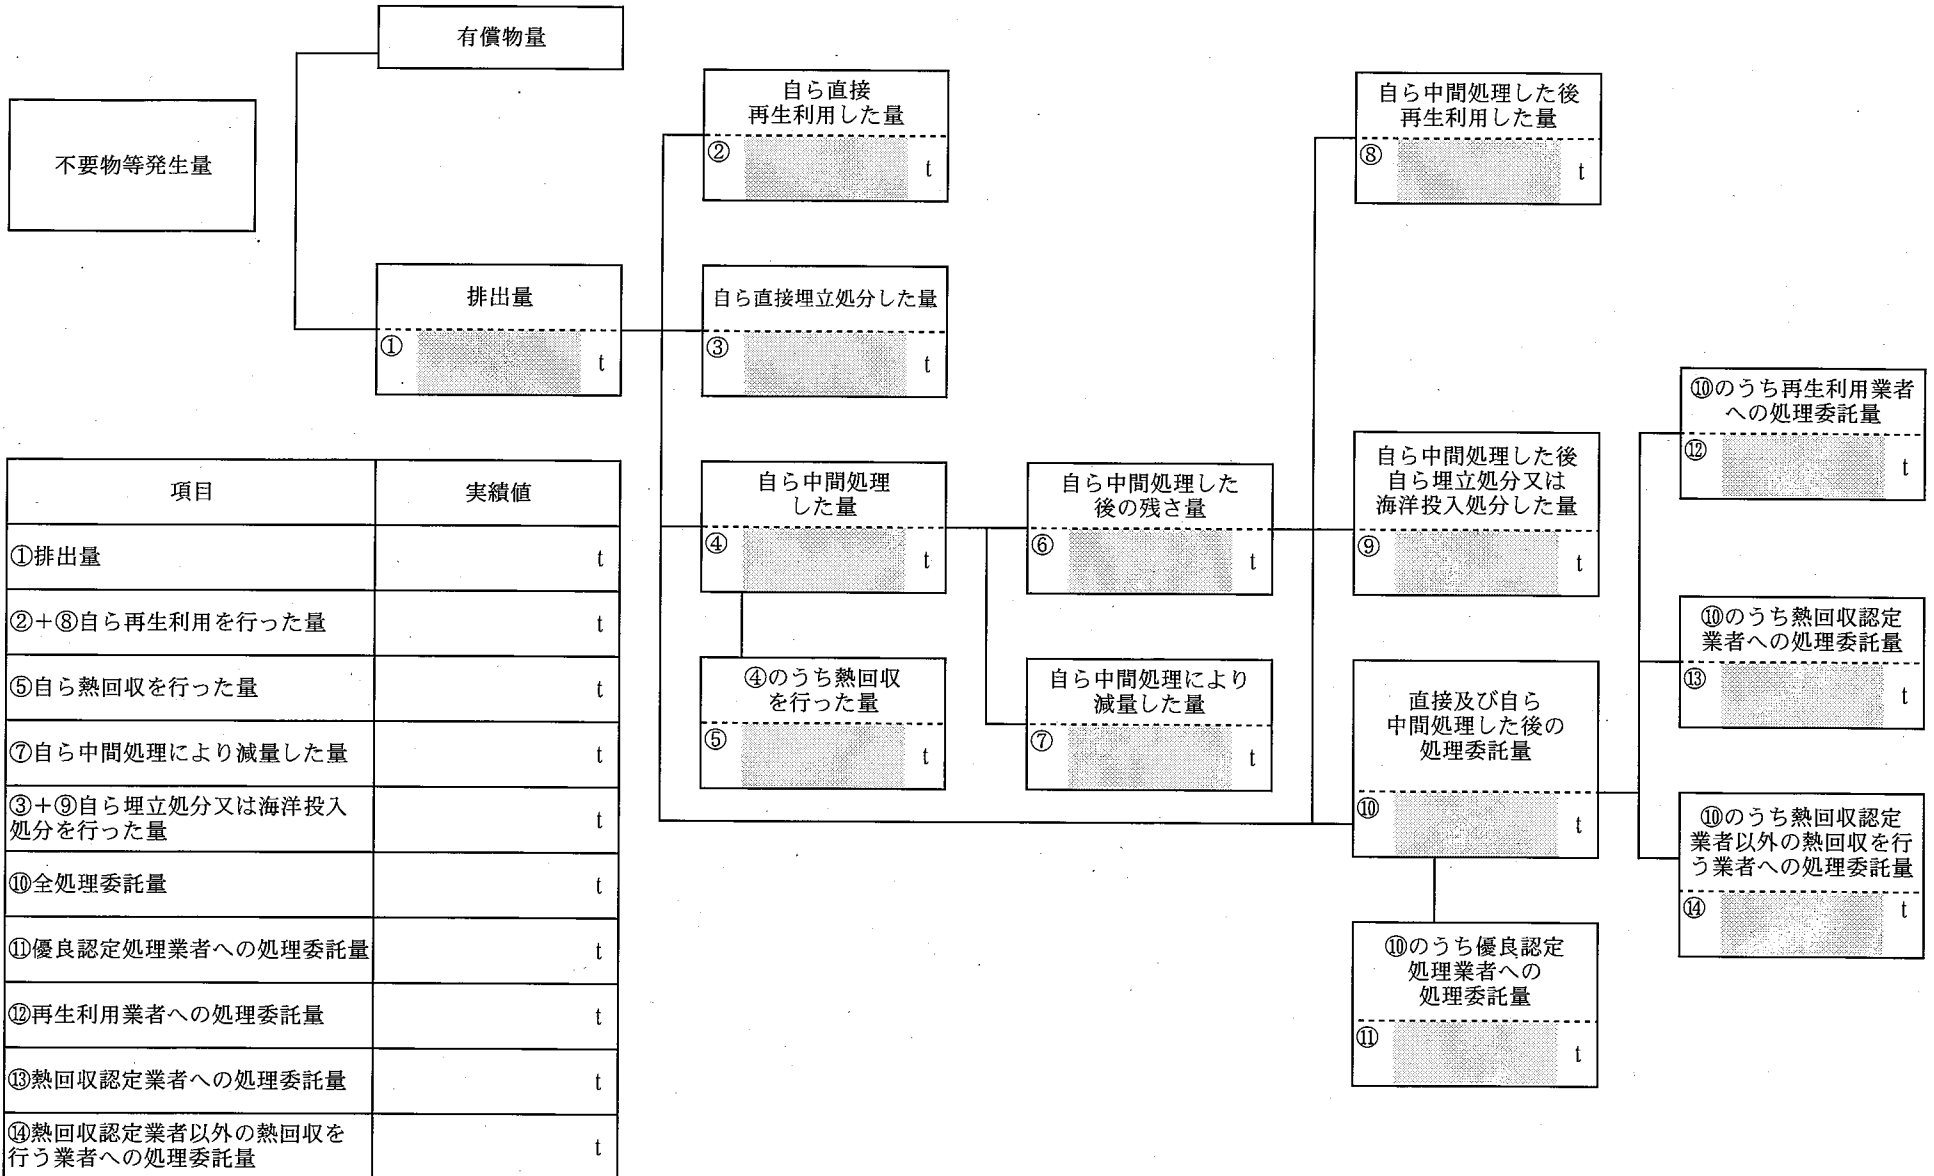 有償物量
不要物等発生量
排出量
①
t
自ら直接
再生利用した量
②
t
自ら直接埋立処分した量
③
t
自ら中間処理
した量
④
t
④のうち熱回収
を行った量
⑤
t
自ら中間処理した
後の残さ量
⑥
t
自ら中間処理により
減量した量
⑦
t
自ら中間処理した後
再生利用した量
⑧
t
自ら中間処理した後
自ら埋立処分又は
海洋投入処分した量
⑨
t
直接及び自ら
中間処理した後の
処理委託量
⑩
t
⑩のうち優良認定
処理業者への
処理委託量
⑪
t
⑩のうち再生利用業者
への処理委託量
⑫
t
⑩のうち熱回収認定
業者への処理委託量
⑬
t
⑩のうち熱回収認定
業者以外の熱回収を行
う業者への処理委託量
⑭
t
項目 実績値
①排出量 t
②+⑧自ら再生利用を行った量 t
⑤自ら熱回収を行った量 t
⑦自ら中間処理により減量した量 t
③+⑨自ら埋立処分又は海洋投入
処分を行った量 t
⑩全処理委託量 t
⑪優良認定処理業者への処理委託量 t
⑫再生利用業者への処理委託量 t
⑬熱回収認定業者への処理委託量 t
⑭熱回収認定業者以外の熱回収を
行う業者への処理委託量 t